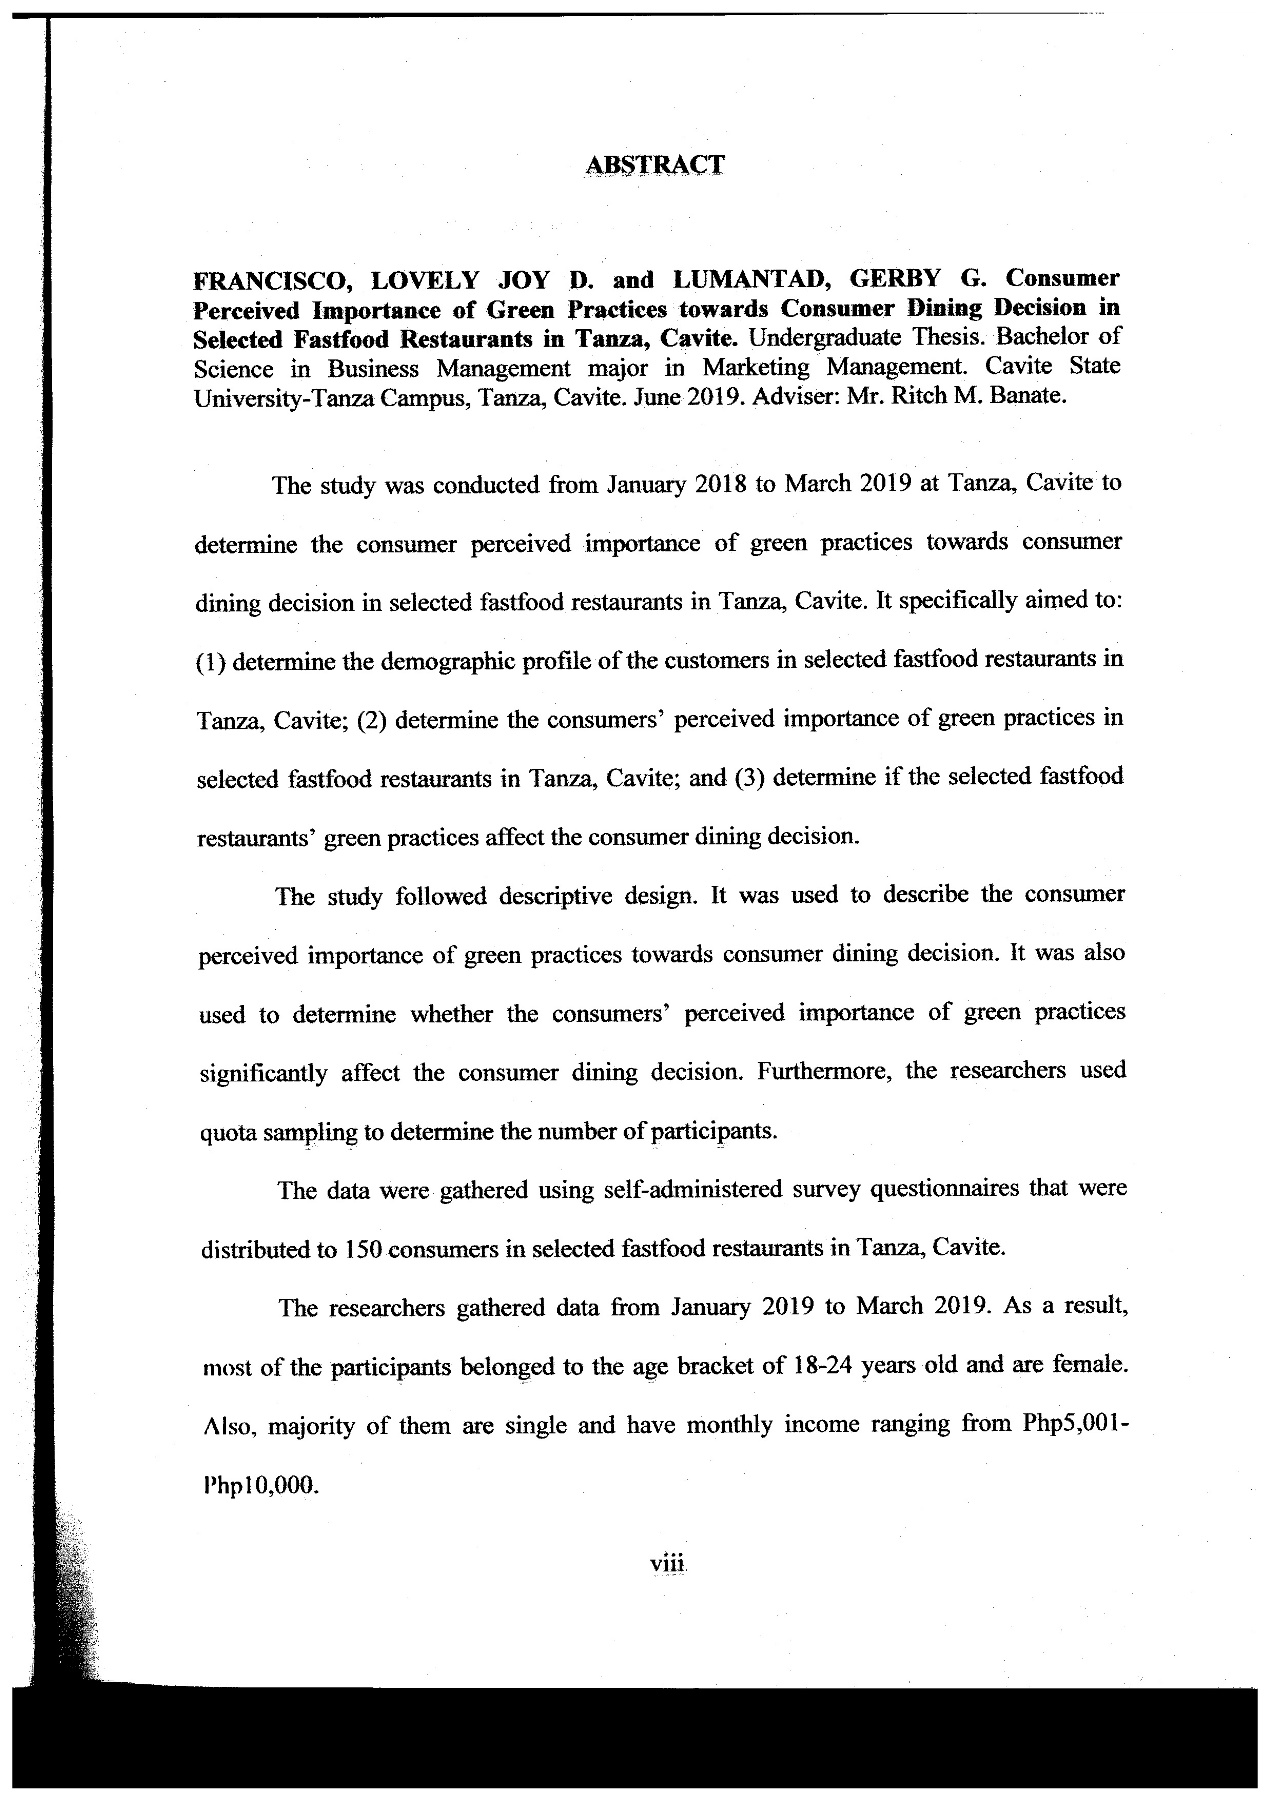 ABSTRACT
FRANCISCO, LOVELY JOY D. and LUMANTAD, GERBY G. Consumer
Perceived Importance of Green Practices towards Consumer Dining Decision in
Selected Fastfood Restaurants in Tanza, Cavite. Undergraduate Thesis. Bachelor of
Science in Business Management major in Marketing Management. Cavite State
University-Tanza Campus, Tanza, Cavite. June 2019. Adviser: Mr. Ritch M. Banate.
The study was conducted from January 2018 to March 2019 at Tanza, Cavite to
determine the consumer perceived importance of green practices towards consumer
dining decision in selected fastfood restaurants in Tanza, Cavite. It specifically aimed to:
(1) determine the demographic profile of the customers in selected fastfood restaurants in
Tanza, Cavite; (2) determine the consumers’ perceived importance of green practices in
selected fastfood restaurants in Tanza, Cavite; and (3) determine if the selected fastfood
restaurants’ green practices affect the consumer dining decision.
The study followed descriptive design. It was used to describe the consumer
perceived importance of green practices towards consumer dining decision. It was also
used to determine whether the consumers’ perceived importance of green practices
significantly affect the consumer dining decision. Furthermore, the researchers used
quota sampling to determine the number of participants.
The data were gathered using self-administered survey questionnaires that were
distributed to 150 consumers in selected fastfood restaurants in Tanza, Cavite.
The researchers gathered data from January 2019 to March 2019. As a result,
most of the participants belonged to the age bracket of 18-24 years old and are female.
Also, majority of them are single and have monthly income ranging from Php5,001-
Php10,000.
viii